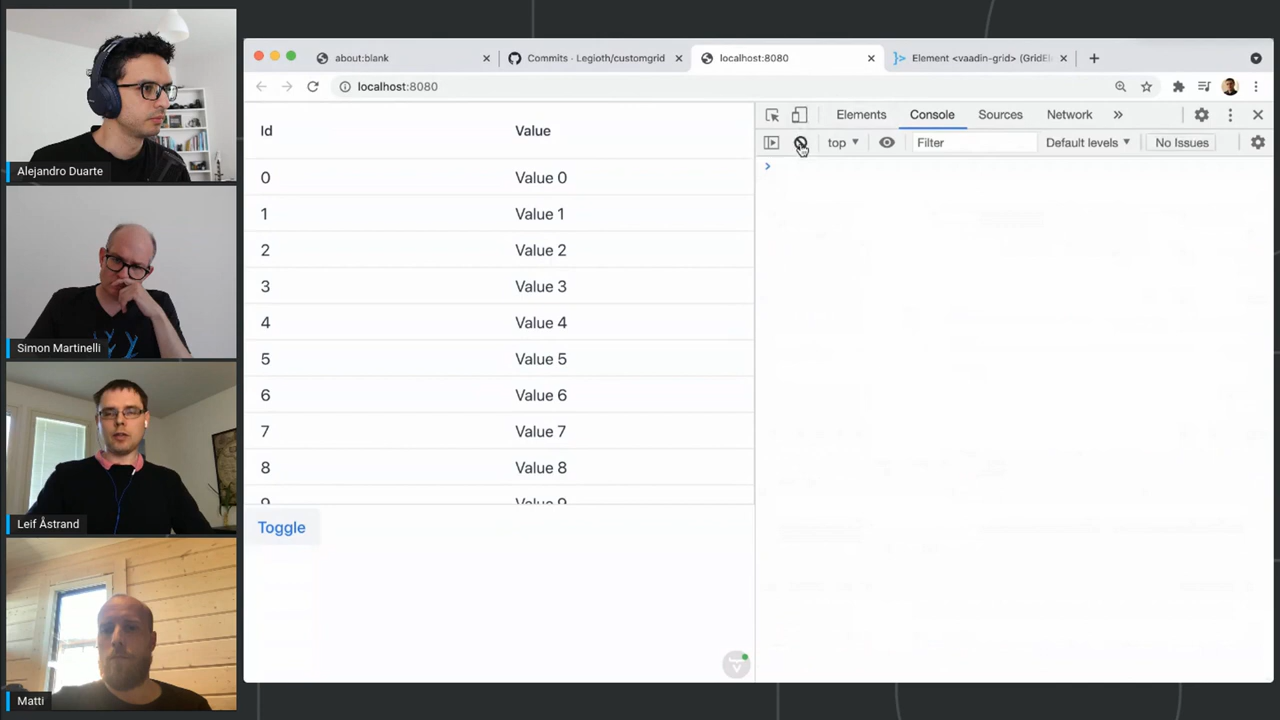 Alejandro Duarte
Simon Martinelli
Leif Åstrand
Matti
about:blank
Commits · Legioth/customgrid
localhost:8080
Element <vaadin-grid> (GridEl
localhost:8080
Id Value
0 Value 0
1 Value 1
2 Value 2
3 Value 3
4 Value 4
5 Value 5
6 Value 6
7 Value 7
8 Value 8
9 Value 9
Toggle
Elements Console Sources Network
top Filter Default levels No Issues